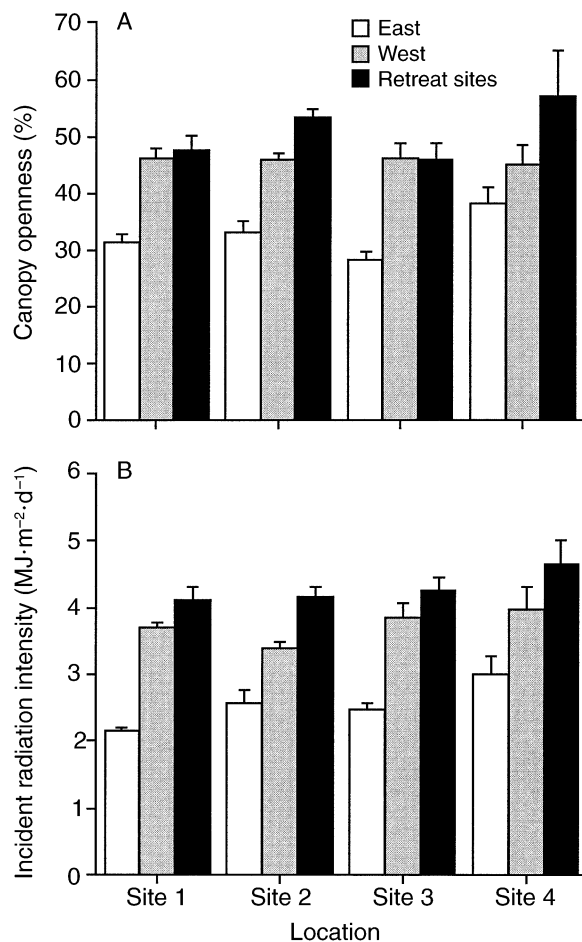 A
East
West
Retreat sites
Canopy openness (%)
70
60
50
40
30
20
10
0
B
Incident radiation intensity (MJ·m⁻²·d⁻¹)
6
5
4
3
2
1
0
Site 1 Site 2 Site 3 Site 4
Location